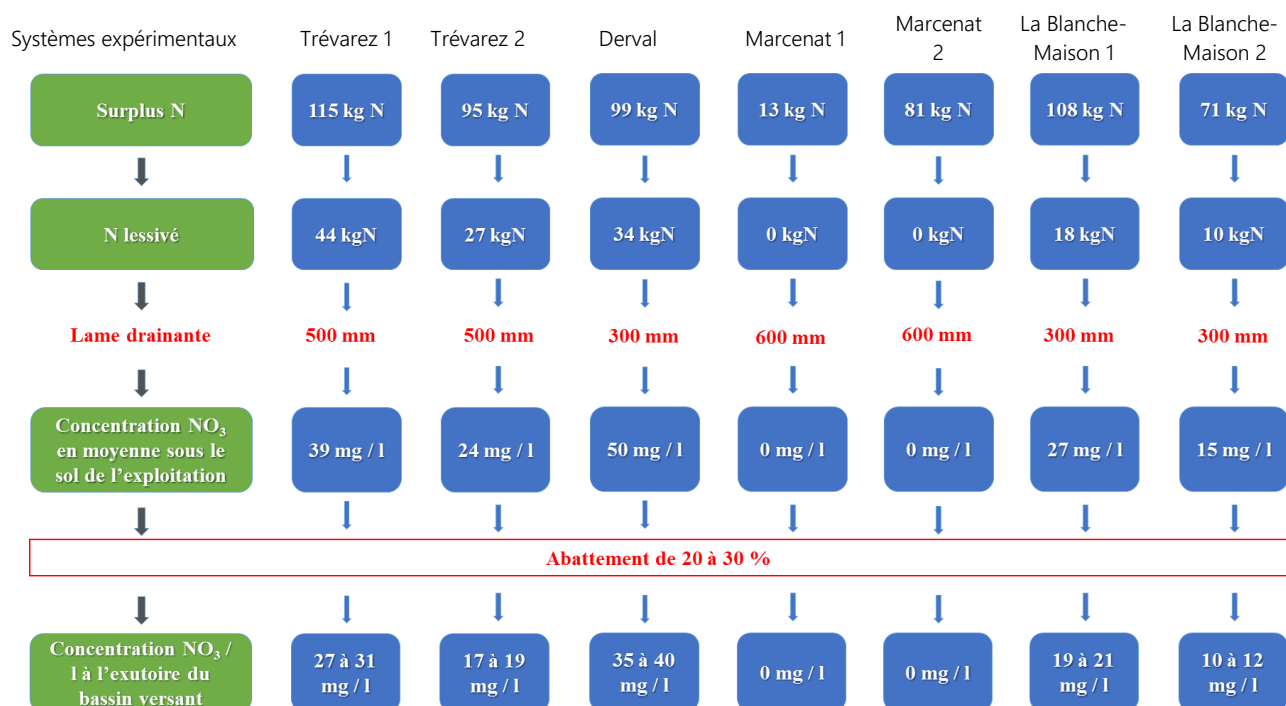 Systèmes expérimentaux Trévarez 1 Trévarez 2 Derval Marcenat 1 Marcenat 2 La Blanche-Maison 1 La Blanche-Maison 2
Surplus N 115 kg N 95 kg N 99 kg N 13 kg N 81 kg N 108 kg N 71 kg N
N lessivé 44 kgN 27 kgN 34 kgN 0 kgN 0 kgN 18 kgN 10 kgN
Lame drainante 500 mm 500 mm 300 mm 600 mm 600 mm 300 mm 300 mm
Concentration NO₃
en moyenne sous le
sol de l'exploitation
39 mg / l 24 mg / l 50 mg / l 0 mg / l 0 mg / l 27 mg / l 15 mg / l
Abattement de 20 à 30 %
Concentration NO₃ /
l à l'exutoire du
bassin versant
27 à 31
mg / l
17 à 19
mg / l
35 à 40
mg / l
0 mg / l
0 mg / l
19 à 21
mg / l
10 à 12
mg / l